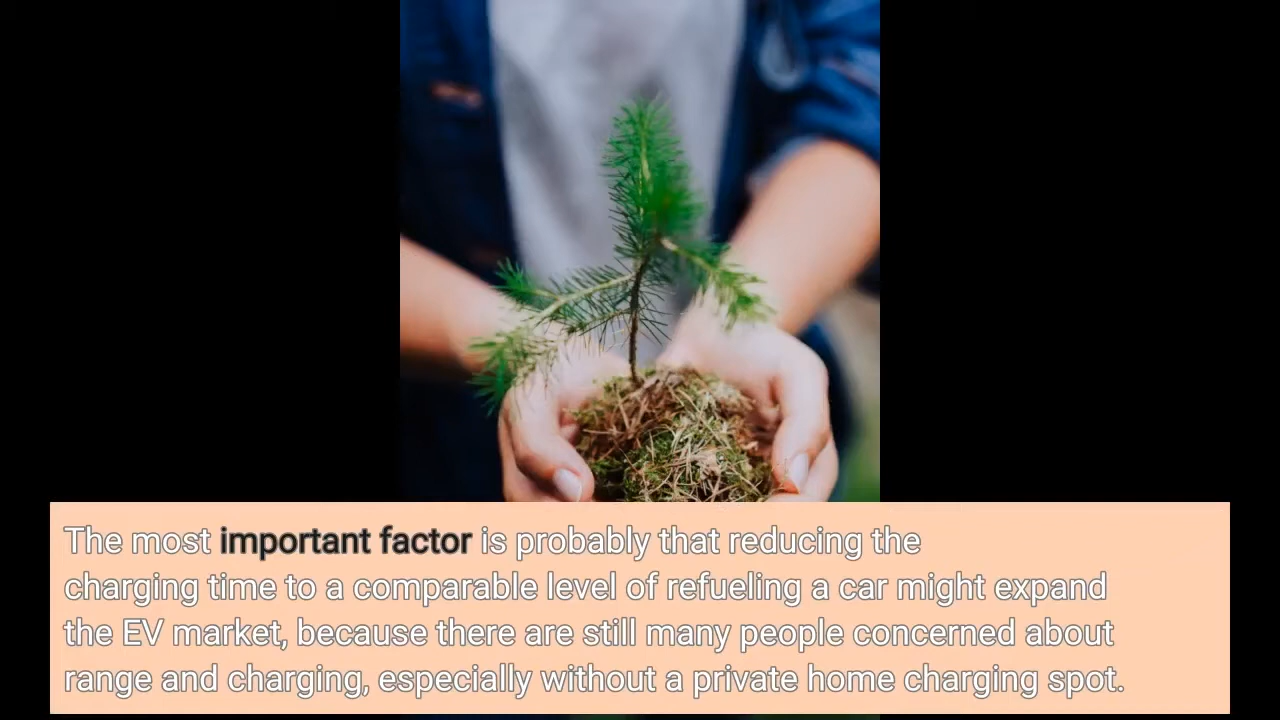 The most important factor is probably that reducing the
charging time to a comparable level of refueling a car might expand
the EV market, because there are still many people concerned about
range and charging, especially without a private home charging spot.